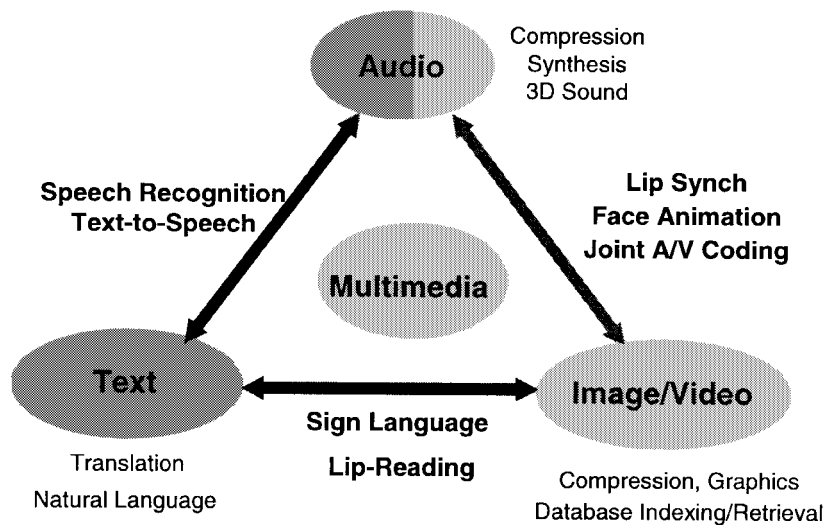 Audio
Compression
Synthesis
3D Sound
Speech Recognition
Text-to-Speech
Lip Synch
Face Animation
Joint A/V Coding
Multimedia
Text
Image/Video
Sign Language
Lip-Reading
Translation
Natural Language
Compression, Graphics
Database Indexing/Retrieval